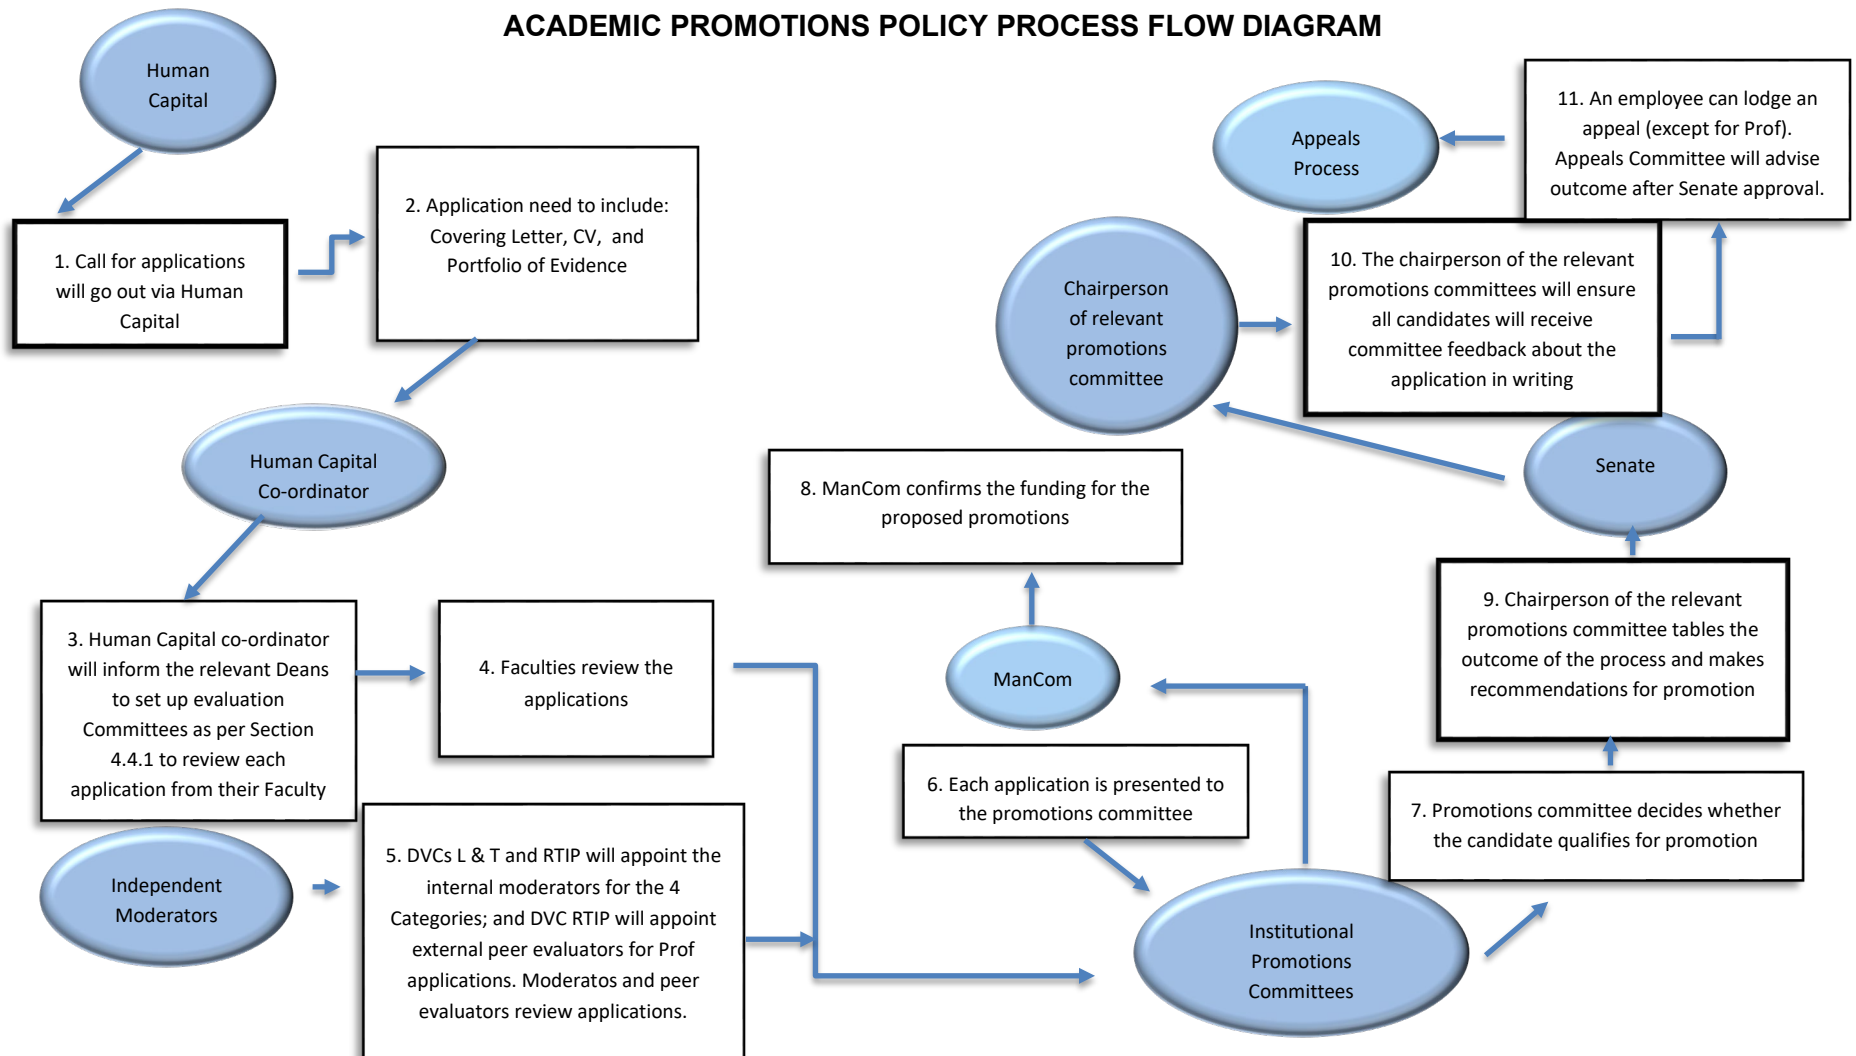 ACADEMIC PROMOTIONS POLICY PROCESS FLOW DIAGRAM
Human
Capital
1. Call for applications
will go out via Human
Capital
2. Application need to include:
Covering Letter, CV, and
Portfolio of Evidence
Human Capital
Co-ordinator
3. Human Capital co-ordinator
will inform the relevant Deans
to set up evaluation
Committees as per Section
4.4.1 to review each
application from their Faculty
4. Faculties review the
applications
Independent
Moderators
5. DVCs L & T and RTIP will appoint the
internal moderators for the 4
Categories; and DVC RTIP will appoint
external peer evaluators for Prof
applications. Moderatos and peer
evaluators review applications.
6. Each application is presented to
the promotions committee
Institutional
Promotions
Committees
7. Promotions committee decides whether
the candidate qualifies for promotion
ManCom
8. ManCom confirms the funding for the
proposed promotions
9. Chairperson of the relevant
promotions committee tables the
outcome of the process and makes
recommendations for promotion
Senate
Chairperson
of relevant
promotions
committee
10. The chairperson of the relevant
promotions committees will ensure
all candidates will receive
committee feedback about the
application in writing
11. An employee can lodge an
appeal (except for Prof).
Appeals Committee will advise
outcome after Senate approval.
Appeals
Process